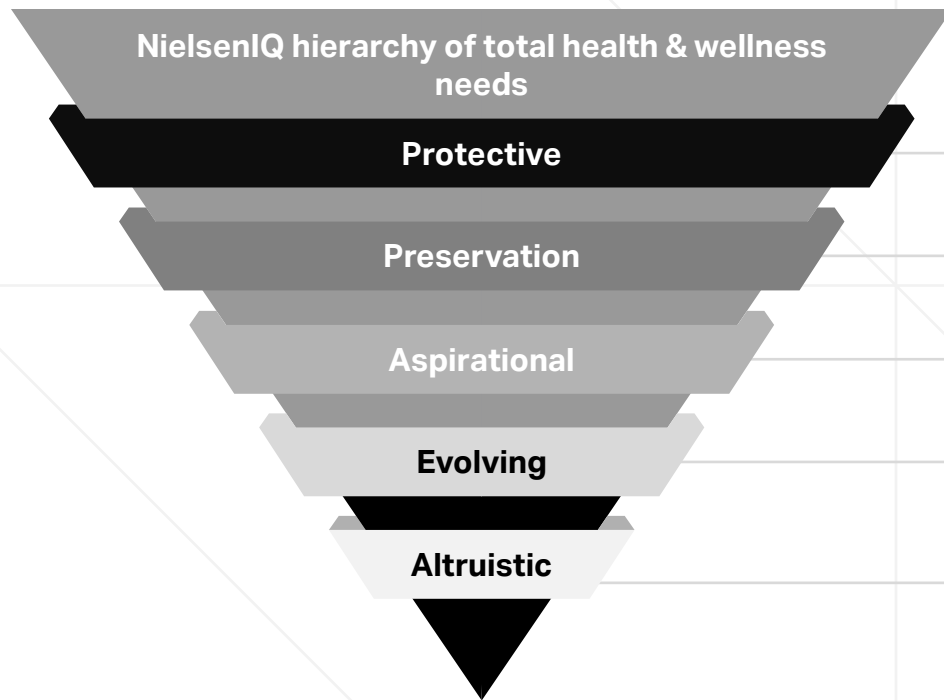 NielsenIQ hierarchy of total health & wellness
needs
Protective
Preservation
Aspirational
Evolving
Altruistic